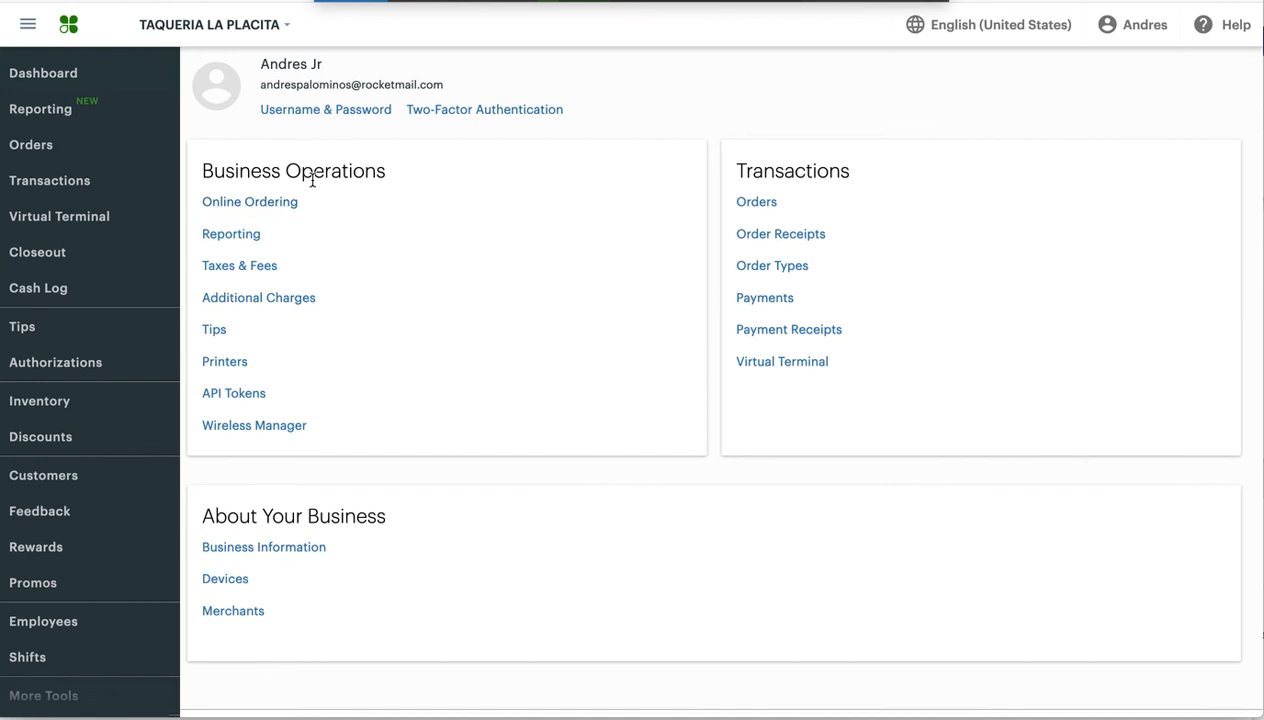 TAQUERIA LA PLACITA
English (United States)
Andres
Help
Dashboard
Reporting NEW
Orders
Transactions
Virtual Terminal
Closeout
Cash Log
Tips
Authorizations
Inventory
Discounts
Customers
Feedback
Rewards
Promos
Employees
Shifts
More Tools
Andres Jr
andrespalominos@rocketmail.com
Username & Password Two-Factor Authentication
Business Operations
Online Ordering
Reporting
Taxes & Fees
Additional Charges
Tips
Printers
API Tokens
Wireless Manager
Transactions
Orders
Order Receipts
Order Types
Payments
Payment Receipts
Virtual Terminal
About Your Business
Business Information
Devices
Merchants